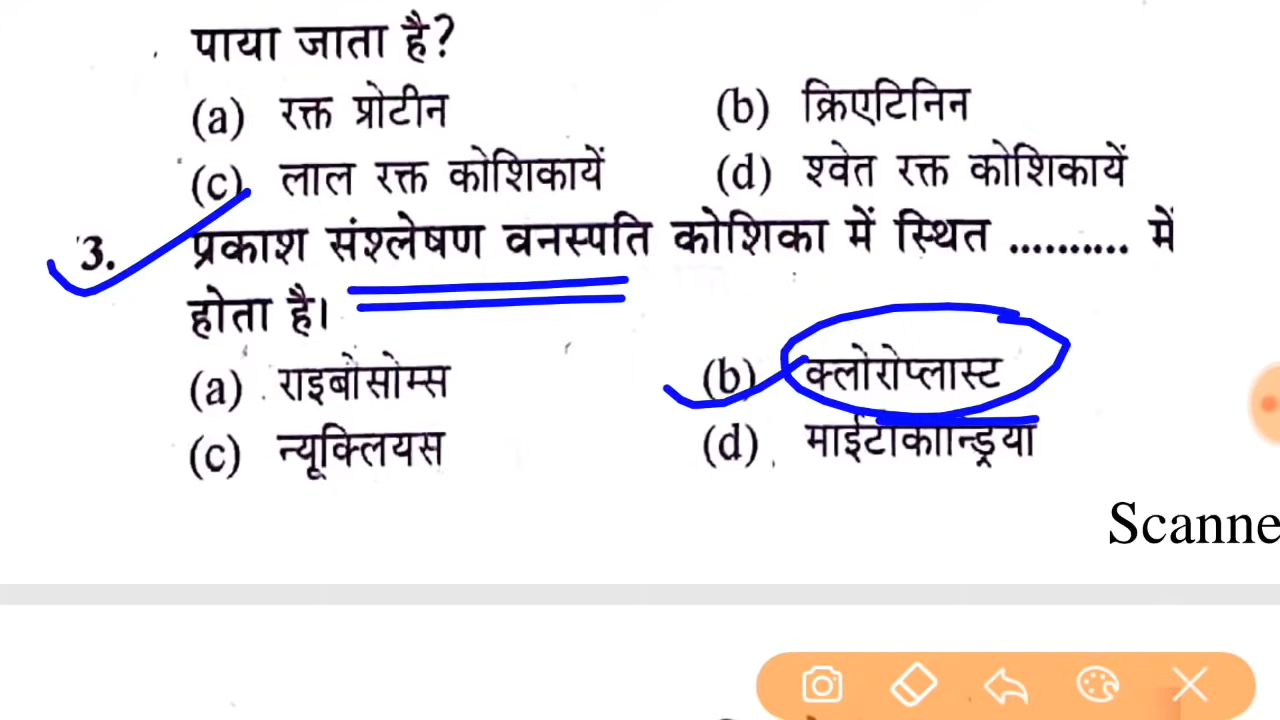 पाया जाता है?
(a) रक्त प्रोटीन (b) क्रिएटिनिन
(c) लाल रक्त कोशिकायें (d) श्वेत रक्त कोशिकायें
3. प्रकाश संश्लेषण वनस्पति कोशिका में स्थित .......... में
होता है।
(a) राइबोसोम्स (b) क्लोरोप्लास्ट
(c) न्यूक्लियस (d) माईटोकॉन्ड्रिया
Scanne